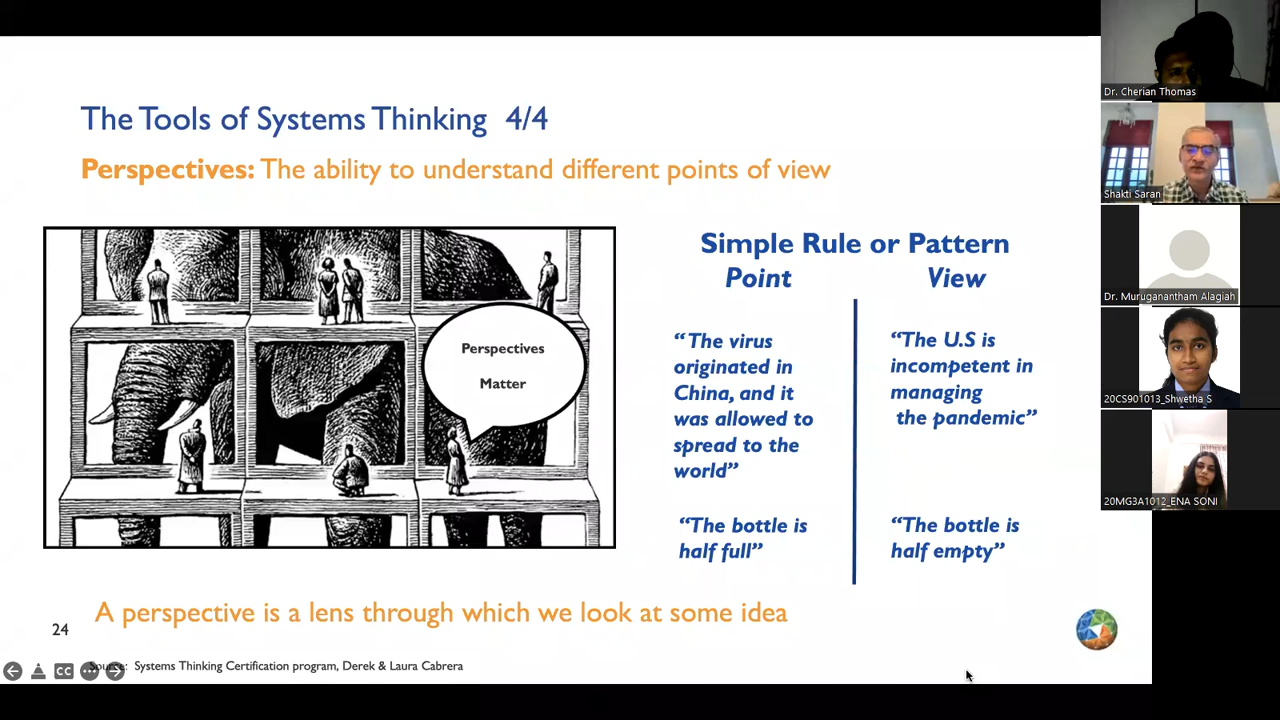 The Tools of Systems Thinking 4/4
Perspectives: The ability to understand different points of view
Perspectives
Matter
Simple Rule or Pattern
Point
View
“The virus
originated in
China, and it
was allowed to
spread to the
world”
“The U.S is
incompetent in
managing
the pandemic”
“The bottle is
half full”
“The bottle is
half empty”
A perspective is a lens through which we look at some idea
24
Source: Systems Thinking Certification program, Derek & Laura Cabrera
CC
Dr. Cherian Thomas
Shakti Saran
Dr. Muruganantham Alagiah
20CS901013_Shwetha S
20MG3A1012_ENA SONI